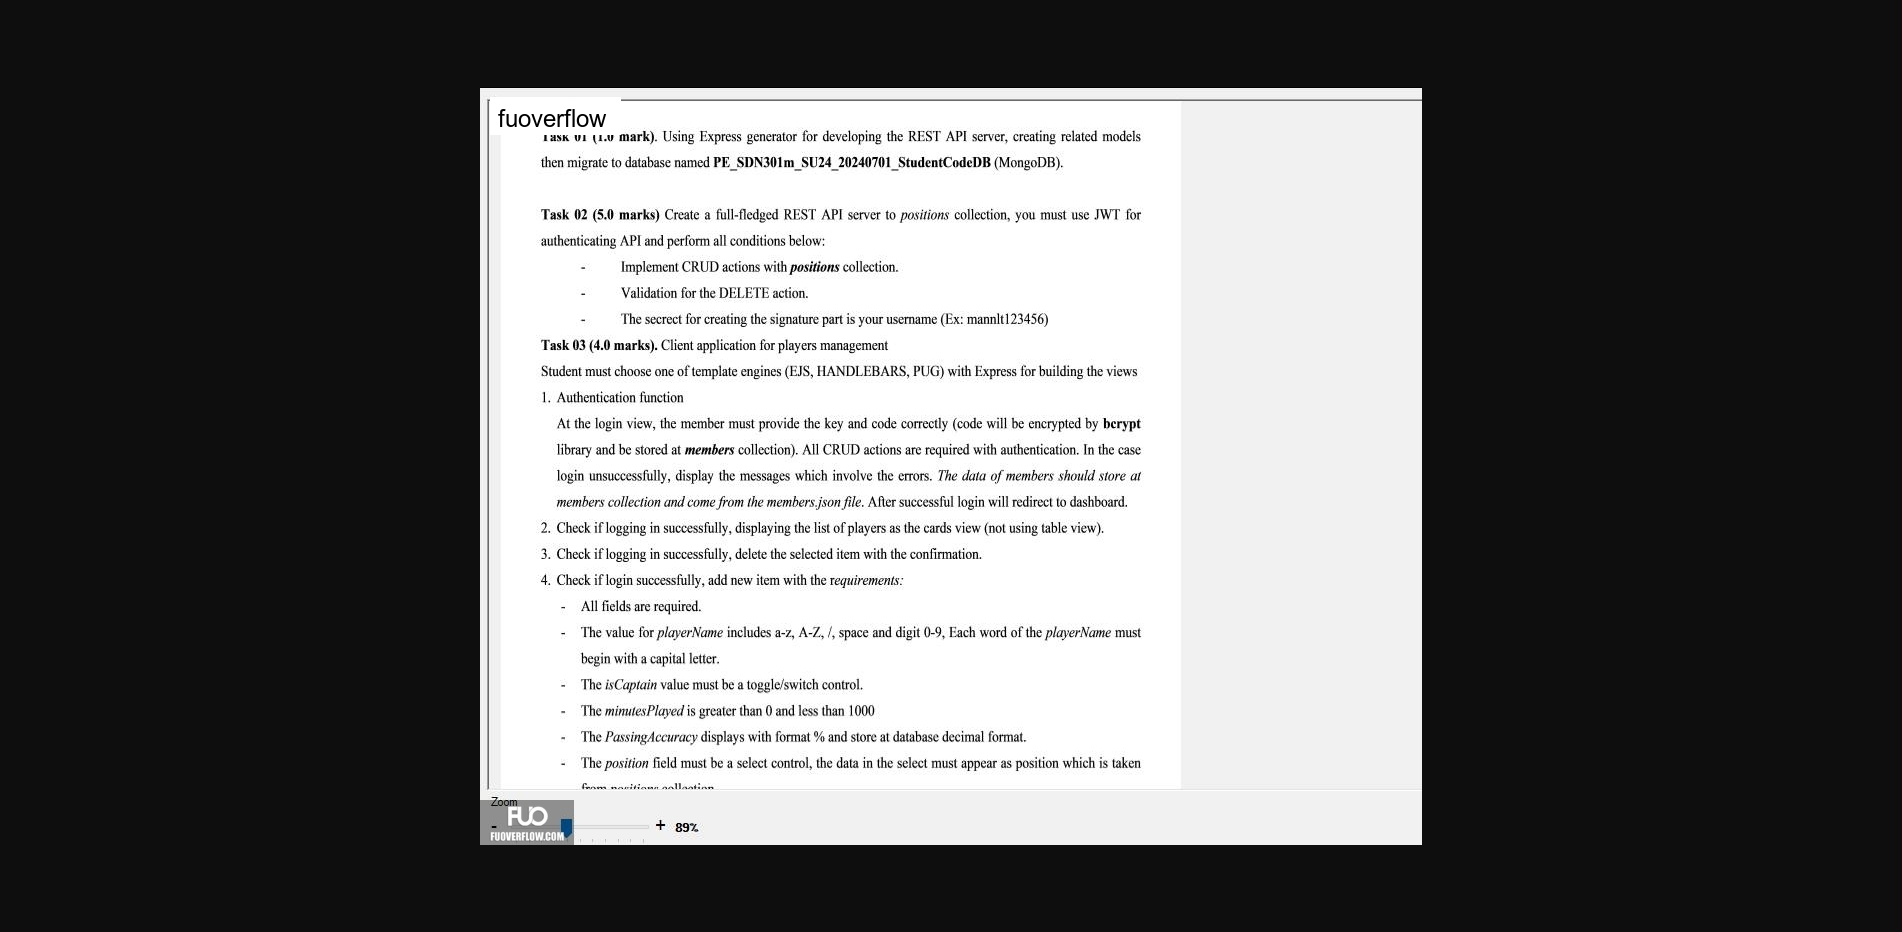 fuoverflow
Task 01 (1.0 mark). Using Express generator for developing the REST API server, creating related models
then migrate to database named PE_SDN301m_SU24_20240701_StudentCodeDB (MongoDB).
Task 02 (5.0 marks) Create a full-fledged REST API server to positions collection, you must use JWT for
authenticating API and perform all conditions below:
- Implement CRUD actions with positions collection.
- Validation for the DELETE action.
- The secrect for creating the signature part is your username (Ex: mannlt123456)
Task 03 (4.0 marks). Client application for players management
Student must choose one of template engines (EJS, HANDLEBARS, PUG) with Express for building the views
1. Authentication function
At the login view, the member must provide the key and code correctly (code will be encrypted by bcrypt
library and be stored at members collection). All CRUD actions are required with authentication. In the case
login unsuccessfully, display the messages which involve the errors. The data of members should store at
members collection and come from the members.json file. After successful login will redirect to dashboard.
2. Check if logging in successfully, displaying the list of players as the cards view (not using table view).
3. Check if logging in successfully, delete the selected item with the confirmation.
4. Check if login successfully, add new item with the requirements:
- All fields are required.
- The value for playerName includes a-z, A-Z, /, space and digit 0-9, Each word of the playerName must
begin with a capital letter.
- The isCaptain value must be a toggle/switch control.
- The minutesPlayed is greater than 0 and less than 1000
- The PassingAccuracy displays with format % and store at database decimal format.
- The position field must be a select control, the data in the select must appear as position which is taken
from positions collection
Zoom
FUO
FUOVERFLOW.COM
- + 89%